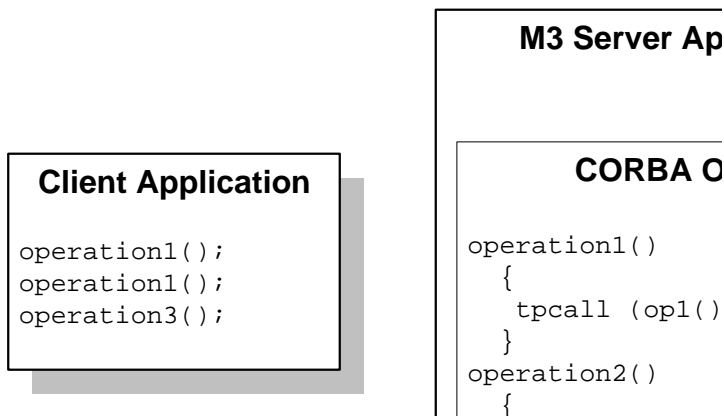 M3 Server Ap
Client Application
operation1();
operation1();
operation3();
CORBA O
operation1()
{
tpcall (op1()
}
operation2()
{